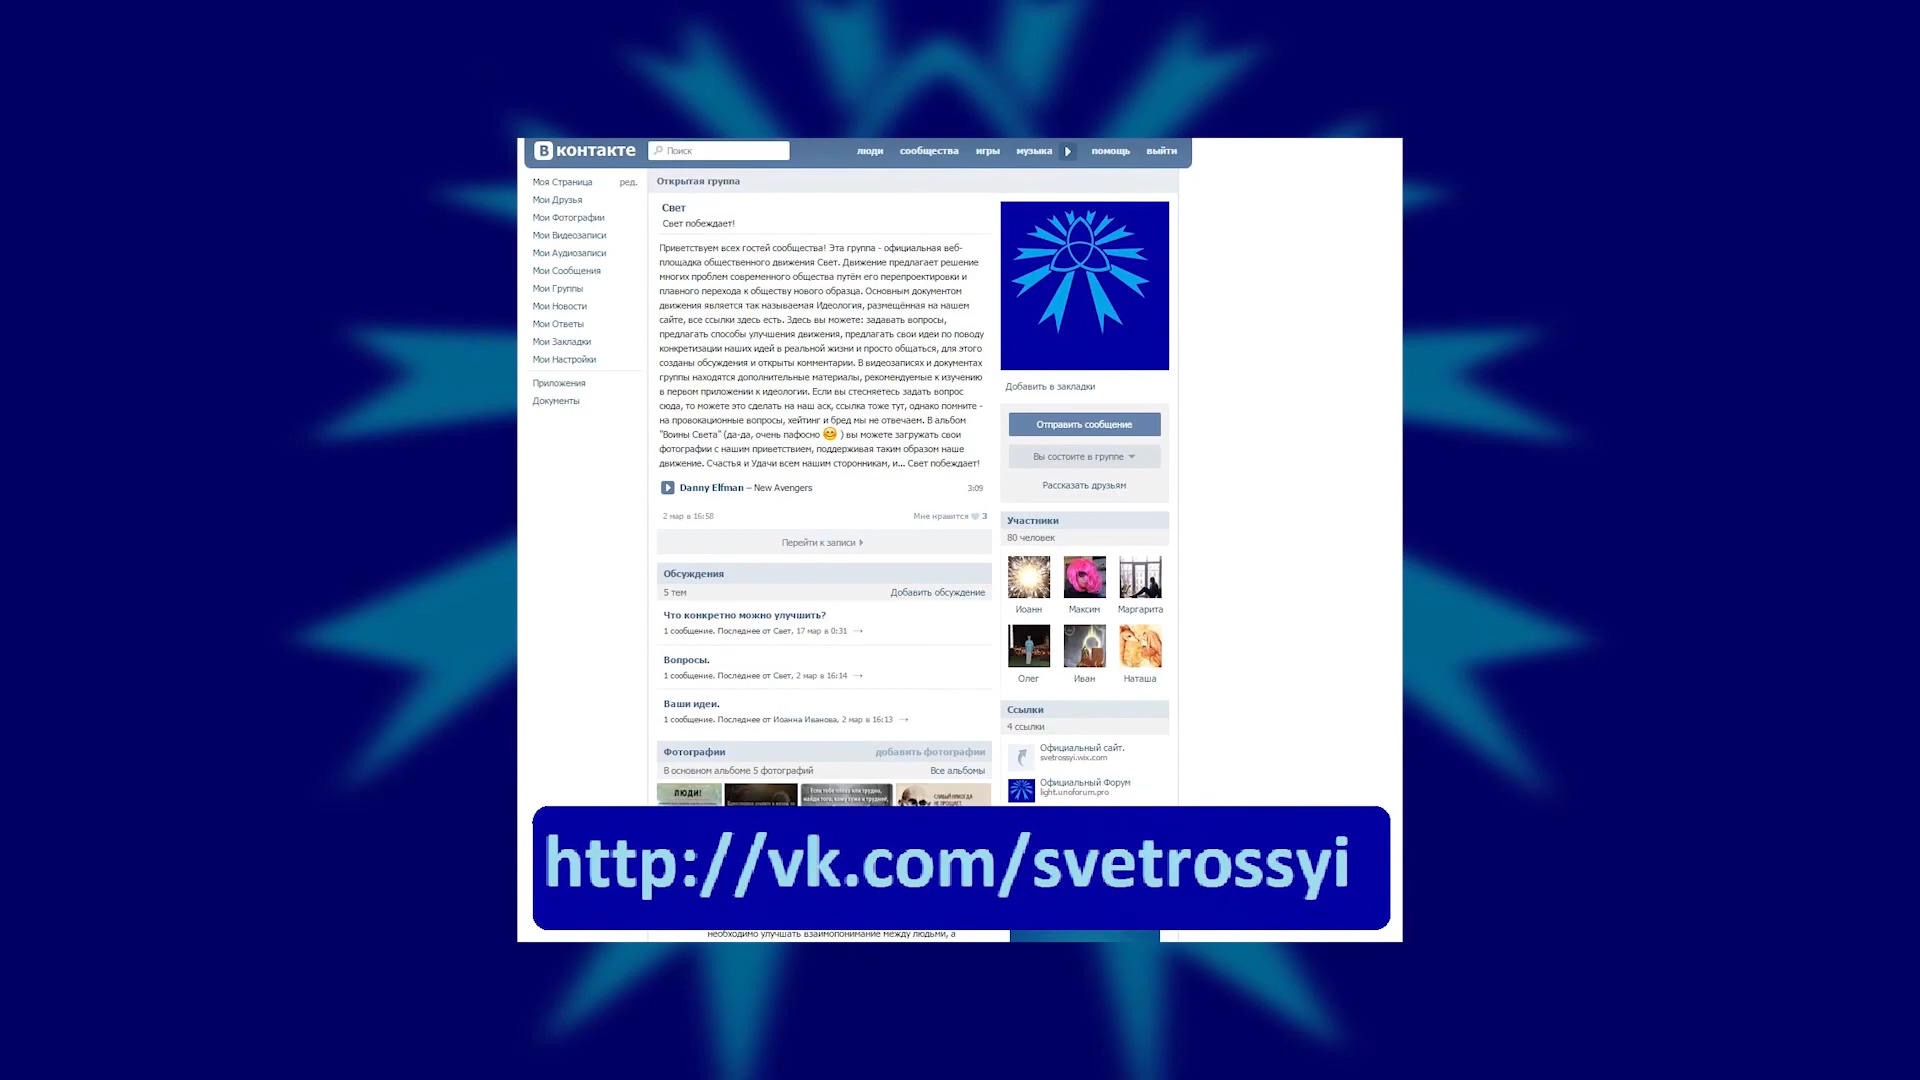 В контакте
Поиск
люди сообщества игры музыка помощь выйти
Моя Страница ред.
Мои Друзья
Мои Фотографии
Мои Видеозаписи
Мои Аудиозаписи
Мои Сообщения
Мои Группы
Мои Новости
Мои Ответы
Мои Закладки
Мои Настройки
Приложения
Документы
Открытая группа
Свет
Свет побеждает!
Приветствуем всех гостей сообщества! Эта группа - официальная веб-
площадка общественного движения Свет. Движение предлагает решение
многих проблем современного общества путём его перепроектировки и
плавного перехода к обществу нового образца. Основным документом
движения является так называемая Идеология, размещённая на нашем
сайте, все ссылки здесь есть. Здесь вы можете: задавать вопросы,
предлагать способы улучшения движения, предлагать свои идеи по поводу
конкретизации наших идей в реальной жизни и просто общаться, для этого
созданы обсуждения и открыты комментарии. В видеозаписях и документах
группы находятся дополнительные материалы, рекомендуемые к изучению
в первом приложении к идеологии. Если вы стесняетесь задать вопрос
сюда, то можете это сделать на наш аск, ссылка тоже тут, однако помните -
на провокационные вопросы, хейтинг и бред мы не отвечаем. В альбом
"Воины Света" (да-да, очень пафосно 😊 ) вы можете загружать свои
фотографии с нашим приветствием, поддерживая таким образом наше
движение. Счастья и Удачи всем нашим сторонникам, и... Свет побеждает!
Danny Elfman – New Avengers 3:09
2 мар в 16:58 Мне нравится 3
Перейти к записи
Обсуждения
5 тем Добавить обсуждение
Что конкретно можно улучшить?
1 сообщение. Последнее от Свет, 17 мар в 0:31 →
Вопросы.
1 сообщение. Последнее от Свет, 2 мар в 16:14 →
Ваши идеи.
1 сообщение. Последнее от Иоанна Иванова, 2 мар в 16:13 →
Фотографии добавить фотографии
В основном альбоме 5 фотографий Все альбомы
ЛЮДИ!
Если тебе плохо или трудно,
найди того, кому хуже и труднее,
СЛАБЫЙ НИКОГДА
НЕ ПРОЩАЕТ.
Добавить в закладки
Отправить сообщение
Вы состоите в группе
Рассказать друзьям
Участники
80 человек
Иоанн Максим Маргарита
Олег Иван Наташа
Ссылки
4 ссылки
Официальный сайт.
svetrossyi.wix.com
Официальный Форум
light.unoforum.pro
http://vk.com/svetrossyi
необходимо улучшать взаимопонимание между людьми, а